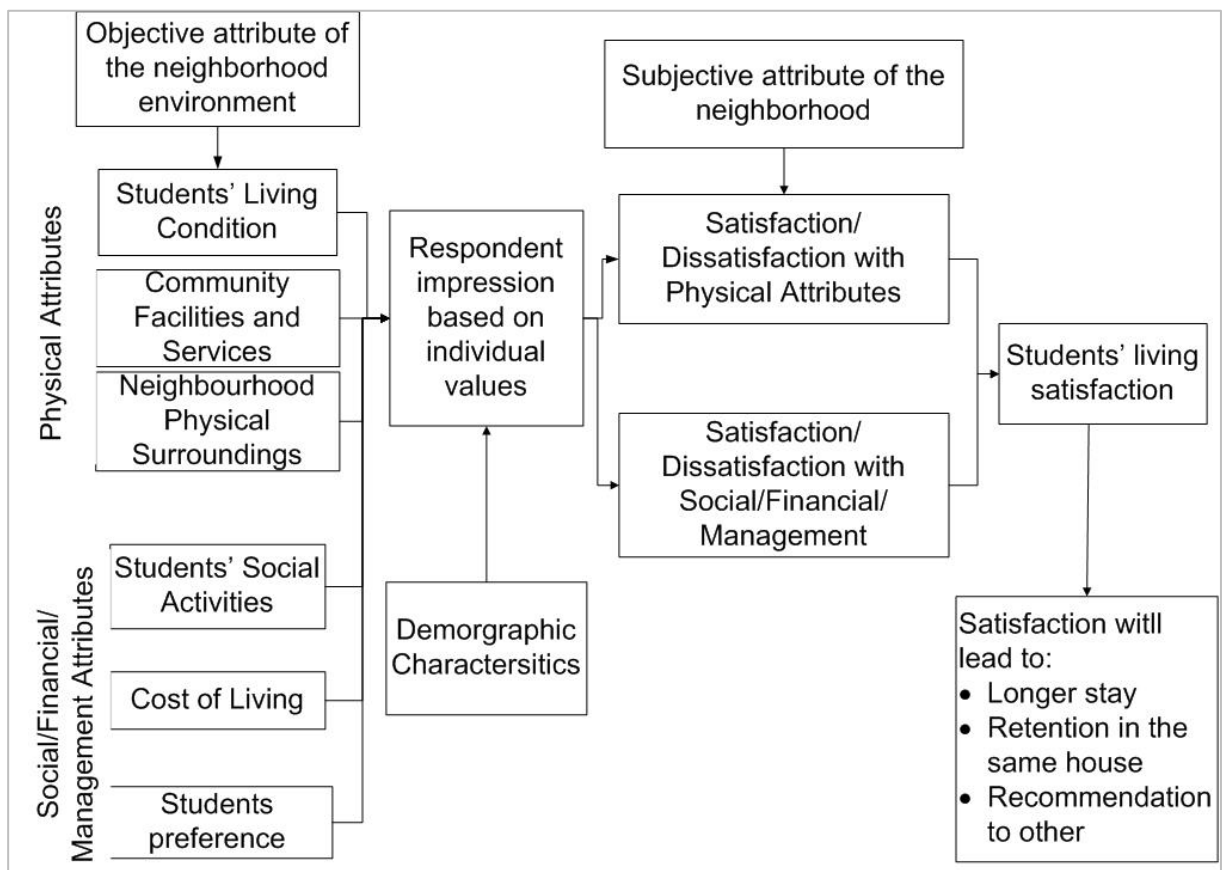 Objective attribute of
the neighborhood
environment
Subjective attribute of the
neighborhood
Physical Attributes
Students’ Living
Condition
Community
Facilities and
Services
Neighbourhood
Physical
Surroundings
Social/Financial/
Management Attributes
Students’ Social
Activities
Cost of Living
Students
preference
Respondent
impression
based on
individual
values
Demorgraphic
Charactersitics
Satisfaction/
Dissatisfaction with
Physical Attributes
Satisfaction/
Dissatisfaction with
Social/Financial/
Management
Students’ living
satisfaction
Satisfaction witll
lead to:
• Longer stay
• Retention in the
same house
• Recommendation
to other